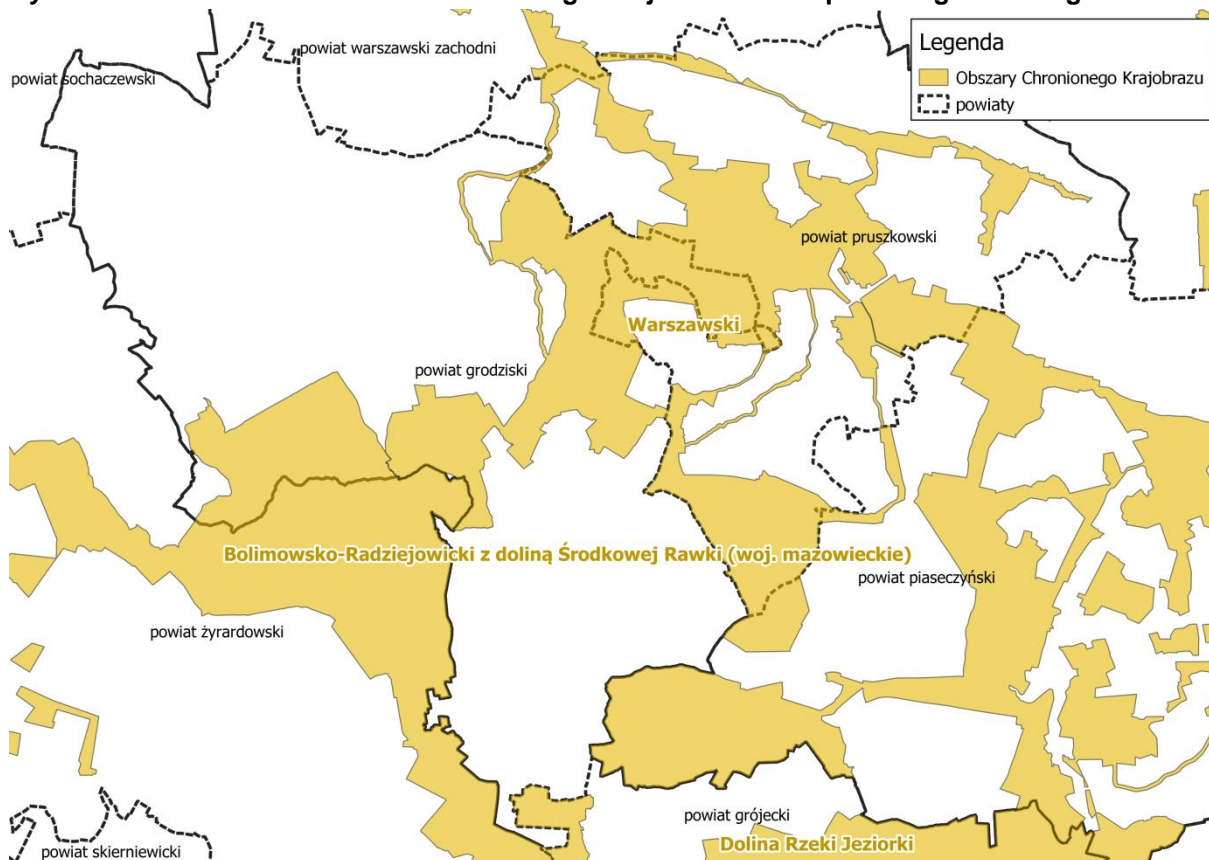 powiat warszawski zachodni
powiat sochaczewski
Legenda
Obszary Chronionego Krajobrazu
powiaty
powiat pruszkowski
Warszawski
powiat grodziski
Bolimowsko-Radziejowicki z doliną Środkowej Rawki (woj. mazowieckie)
powiat piaseczyński
powiat żyrardowski
powiat grójecki
Dolina Rzeki Jeziorki
powiat skierniewicki